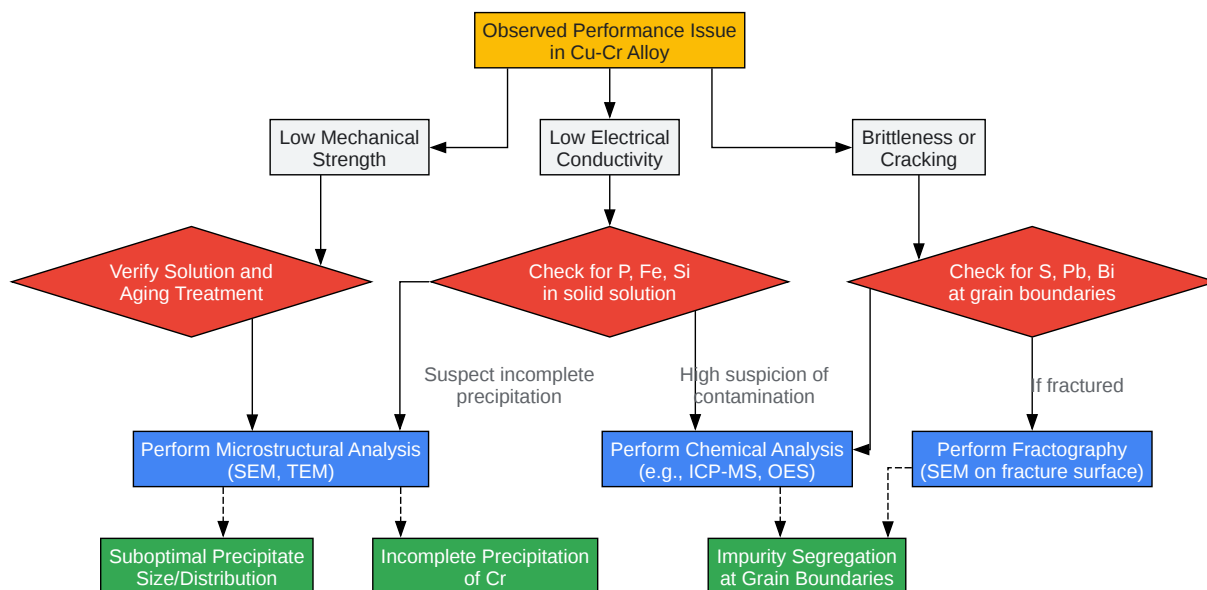 Observed Performance Issue
in Cu-Cr Alloy
Low Mechanical
Strength
Low Electrical
Conductivity
Brittleness or
Cracking
Verify Solution and
Aging Treatment
Check for P, Fe, Si
in solid solution
Check for S, Pb, Bi
at grain boundaries
Suspect incomplete
precipitation
High suspicion of
contamination
If fractured
Perform Microstructural Analysis
(SEM, TEM)
Perform Chemical Analysis
(e.g., ICP-MS, OES)
Perform Fractography
(SEM on fracture surface)
Suboptimal Precipitate
Size/Distribution
Incomplete Precipitation
of Cr
Impurity Segregation
at Grain Boundaries